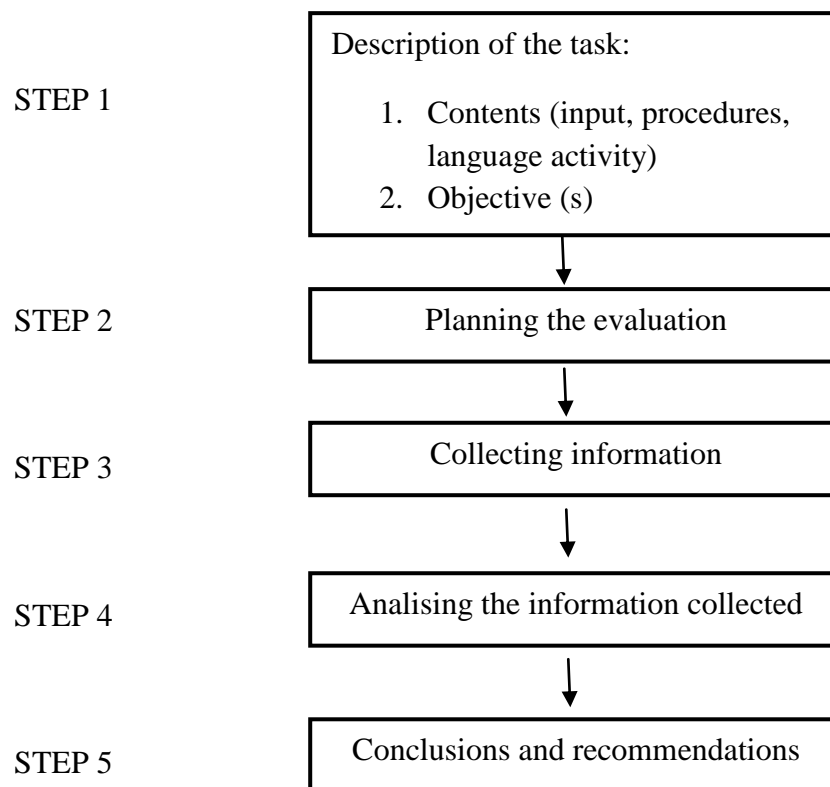 Description of the task:
STEP 1
1. Contents (input, procedures,
language activity)
2. Objective (s)
STEP 2
Planning the evaluation
STEP 3
Collecting information
STEP 4
Analising the information collected
STEP 5
Conclusions and recommendations